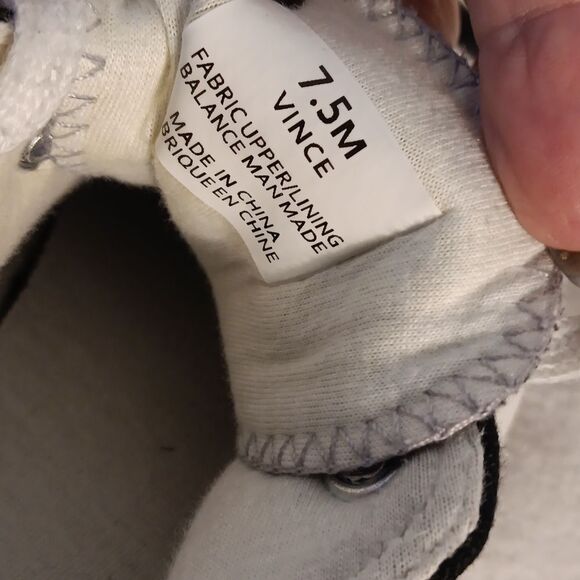 7.5M
VINCE
FABRIC UPPER/LINING
BALANCE MAN MADE
MADE IN CHINA
BRIQUE EN CHINE